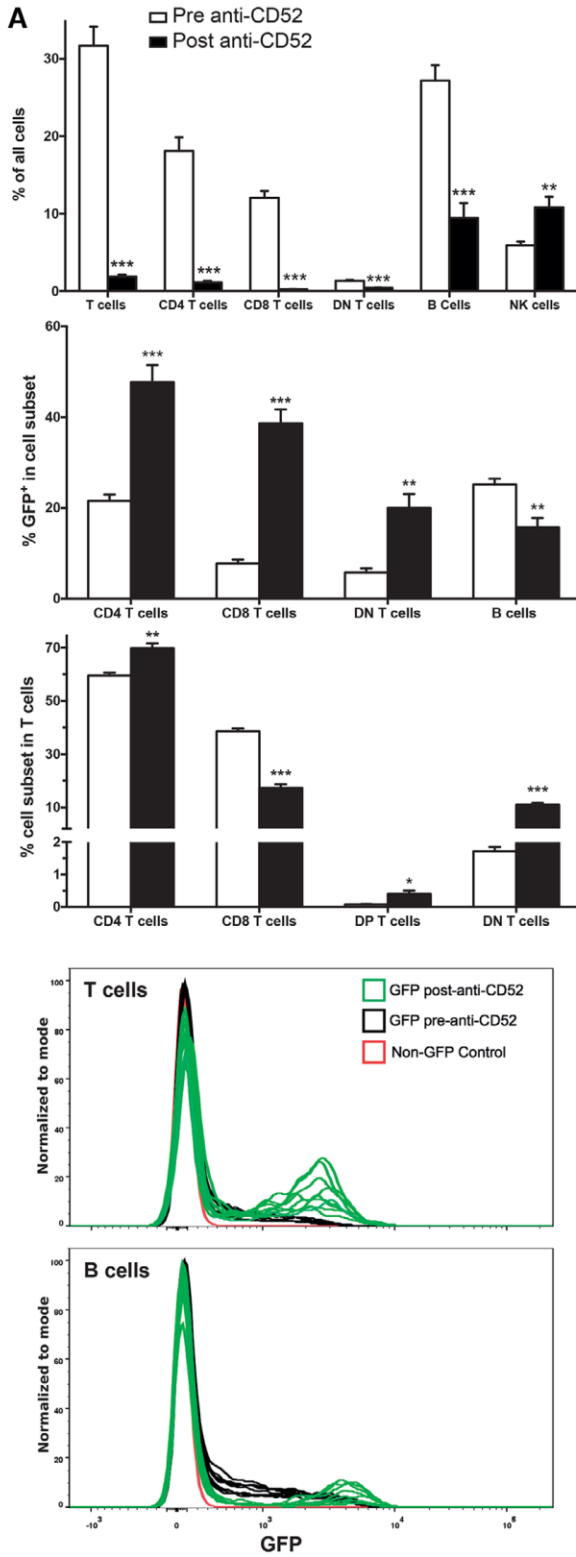 A
Pre anti-CD52
Post anti-CD52
% of all cells
30
20
10
0
*** *** *** *** *** **
T cells CD4 T cells CD8 T cells DN T cells B Cells NK cells
% GFP+ in cell subset
60
40
20
0
*** *** ** **
CD4 T cells CD8 T cells DN T cells B cells
% cell subset in T cells
70
50
30
10
2
1
0
** *** * ***
CD4 T cells CD8 T cells DP T cells DN T cells
T cells
GFP post-anti-CD52
GFP pre-anti-CD52
Non-GFP Control
Normalized to mode
100
80
60
40
20
0
B cells
Normalized to mode
100
80
60
40
20
0
-10³ 0 10³ 10⁴ 10⁵
GFP